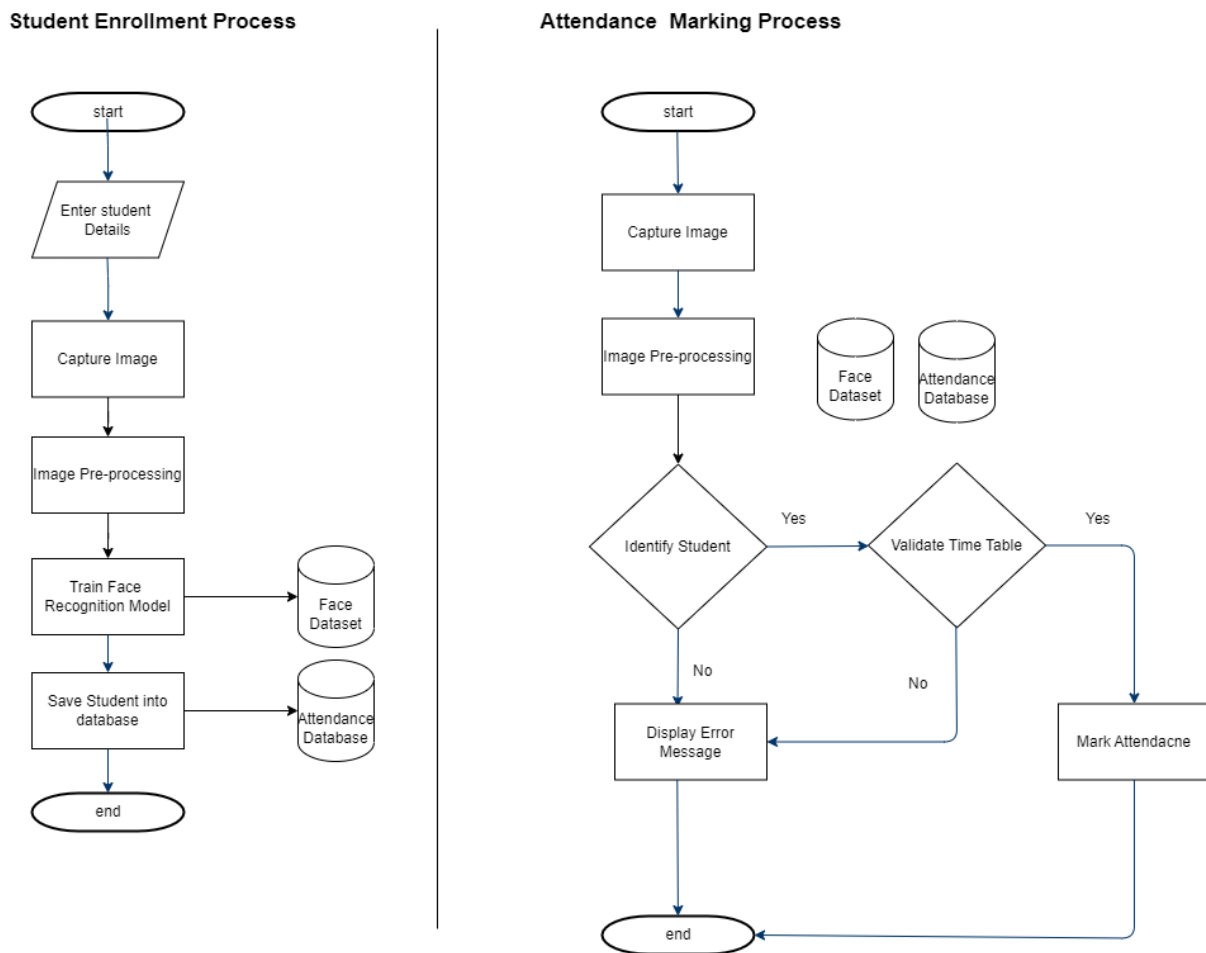 Student Enrollment Process
start
Enter student
Details
Capture Image
Image Pre-processing
Train Face
Recognition Model
Face
Dataset
Save Student into
database
Attendance
Database
end
Attendance  Marking Process
start
Capture Image
Image Pre-processing
Face
Dataset
Attendance
Database
Identify Student
Yes
Validate Time Table
Yes
No
No
Display Error
Message
Mark Attendacne
end